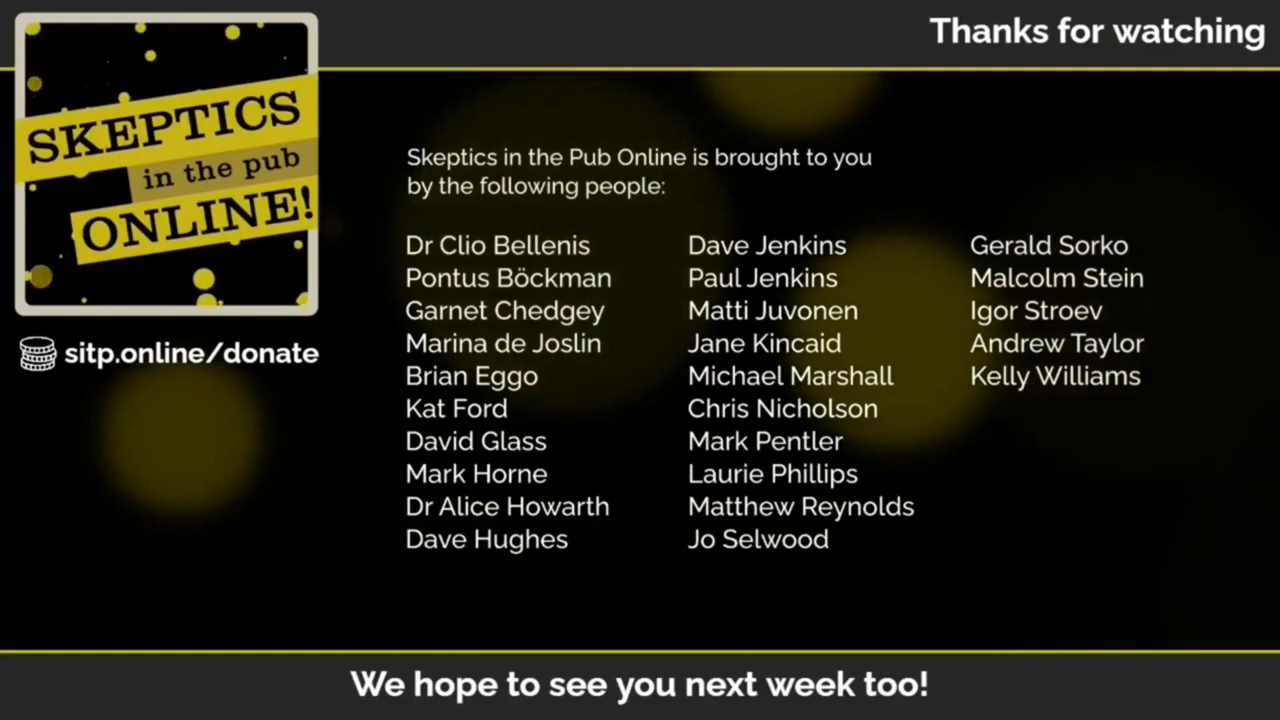 Thanks for watching
SKEPTICS
in the pub
ONLINE!
sitp.online/donate
Skeptics in the Pub Online is brought to you
by the following people:
Dr Clio Bellenis
Pontus Böckman
Garnet Chedgey
Marina de Joslin
Brian Eggo
Kat Ford
David Glass
Mark Horne
Dr Alice Howarth
Dave Hughes
Dave Jenkins
Paul Jenkins
Matti Juvonen
Jane Kincaid
Michael Marshall
Chris Nicholson
Mark Pentler
Laurie Phillips
Matthew Reynolds
Jo Selwood
Gerald Sorko
Malcolm Stein
Igor Stroev
Andrew Taylor
Kelly Williams
We hope to see you next week too!